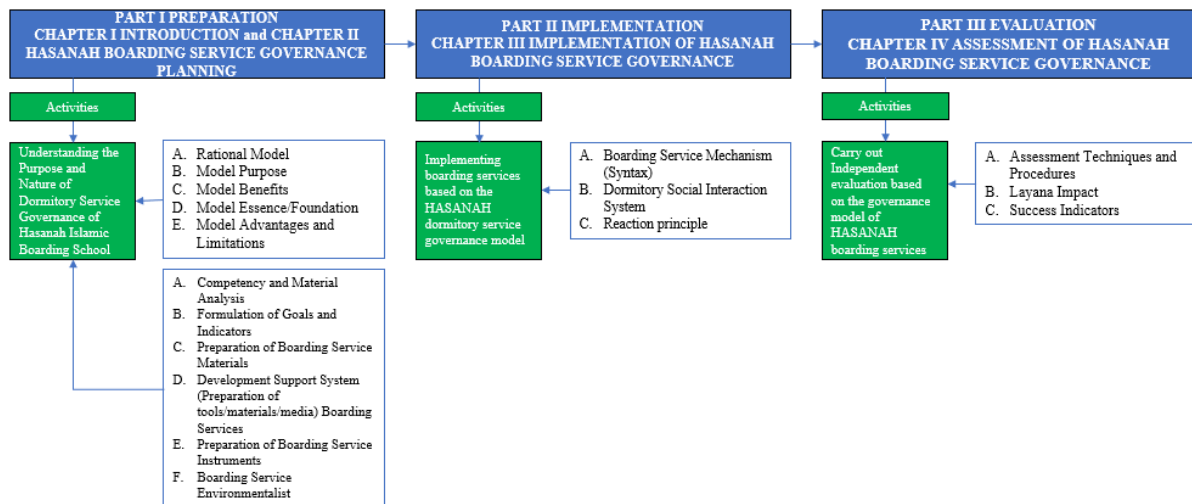 PART I PREPARATION
CHAPTER I INTRODUCTION and CHAPTER II
HASANAH BOARDING SERVICE GOVERNANCE
PLANNING
Activities
Understanding the
Purpose and
Nature of
Dormitory Service
Governance of
Hasanah Islamic
Boarding School
A. Rational Model
B. Model Purpose
C. Model Benefits
D. Model Essence/Foundation
E. Model Advantages and
Limitations
A. Competency and Material
Analysis
B. Formulation of Goals and
Indicators
C. Preparation of Boarding Service
Materials
D. Development Support System
(Preparation of
tools/materials/media) Boarding
Services
E. Preparation of Boarding Service
Instruments
F. Boarding Service
Environmentalist
PART II IMPLEMENTATION
CHAPTER III IMPLEMENTATION OF HASANAH
BOARDING SERVICE GOVERNANCE
Activities
Implementing
boarding services
based on the
HASANAH
dormitory service
governance model
A. Boarding Service Mechanism
(Syntax)
B. Dormitory Social Interaction
System
C. Reaction principle
PART III EVALUATION
CHAPTER IV ASSESSMENT OF HASANAH
BOARDING SERVICE GOVERNANCE
Activities
Carry out
Independent
evaluation based
on the governance
model of
HASANAH
boarding services
A. Assessment Techniques and
Procedures
B. Layana Impact
C. Success Indicators